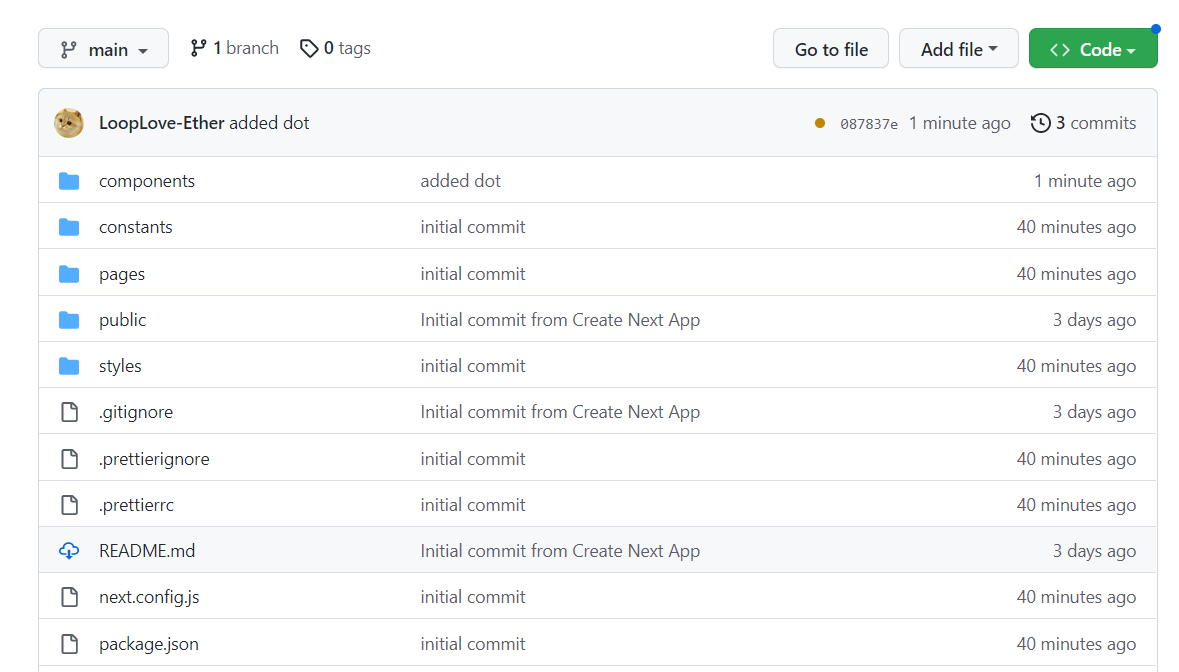 main 1 branch 0 tags Go to file Add file <> Code
LoopLove-Ether added dot 087837e 1 minute ago 3 commits
components added dot 1 minute ago
constants initial commit 40 minutes ago
pages initial commit 40 minutes ago
public Initial commit from Create Next App 3 days ago
styles initial commit 40 minutes ago
.gitignore Initial commit from Create Next App 3 days ago
.prettierignore initial commit 40 minutes ago
.prettierrc initial commit 40 minutes ago
README.md Initial commit from Create Next App 3 days ago
next.config.js initial commit 40 minutes ago
package.json initial commit 40 minutes ago